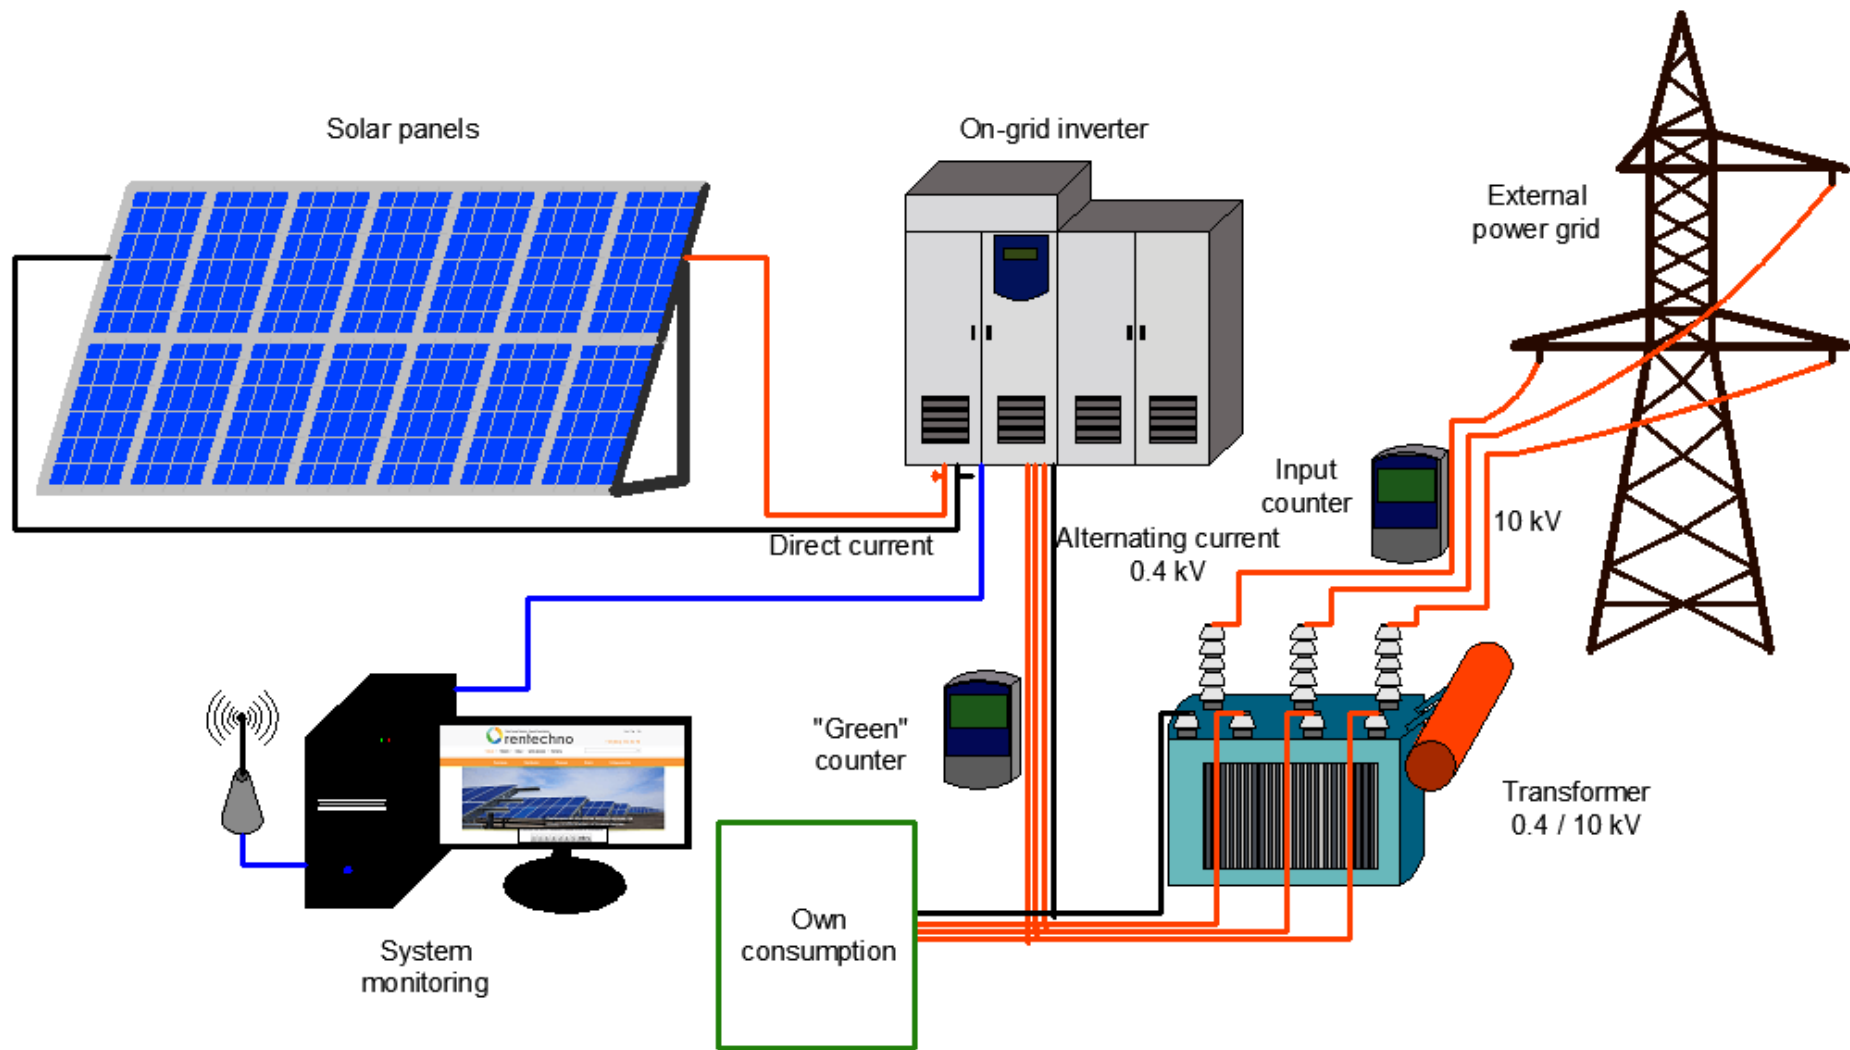 Solar panels
On-grid inverter
External
power grid
Input
counter
10 kV
Direct current
Alternating current
0.4 kV
"Green"
counter
rentechno
Transformer
0.4 / 10 kV
Own
consumption
System
monitoring